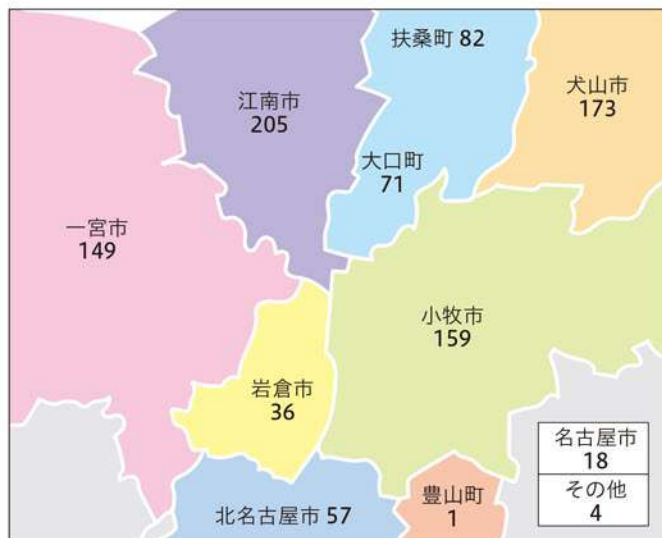 扶桑町 82
犬山市
173
江南市
205
大口町
71
一宮市
149
小牧市
159
岩倉市
36
名古屋市
18
その他
4
豊山町
1
北名古屋市 57